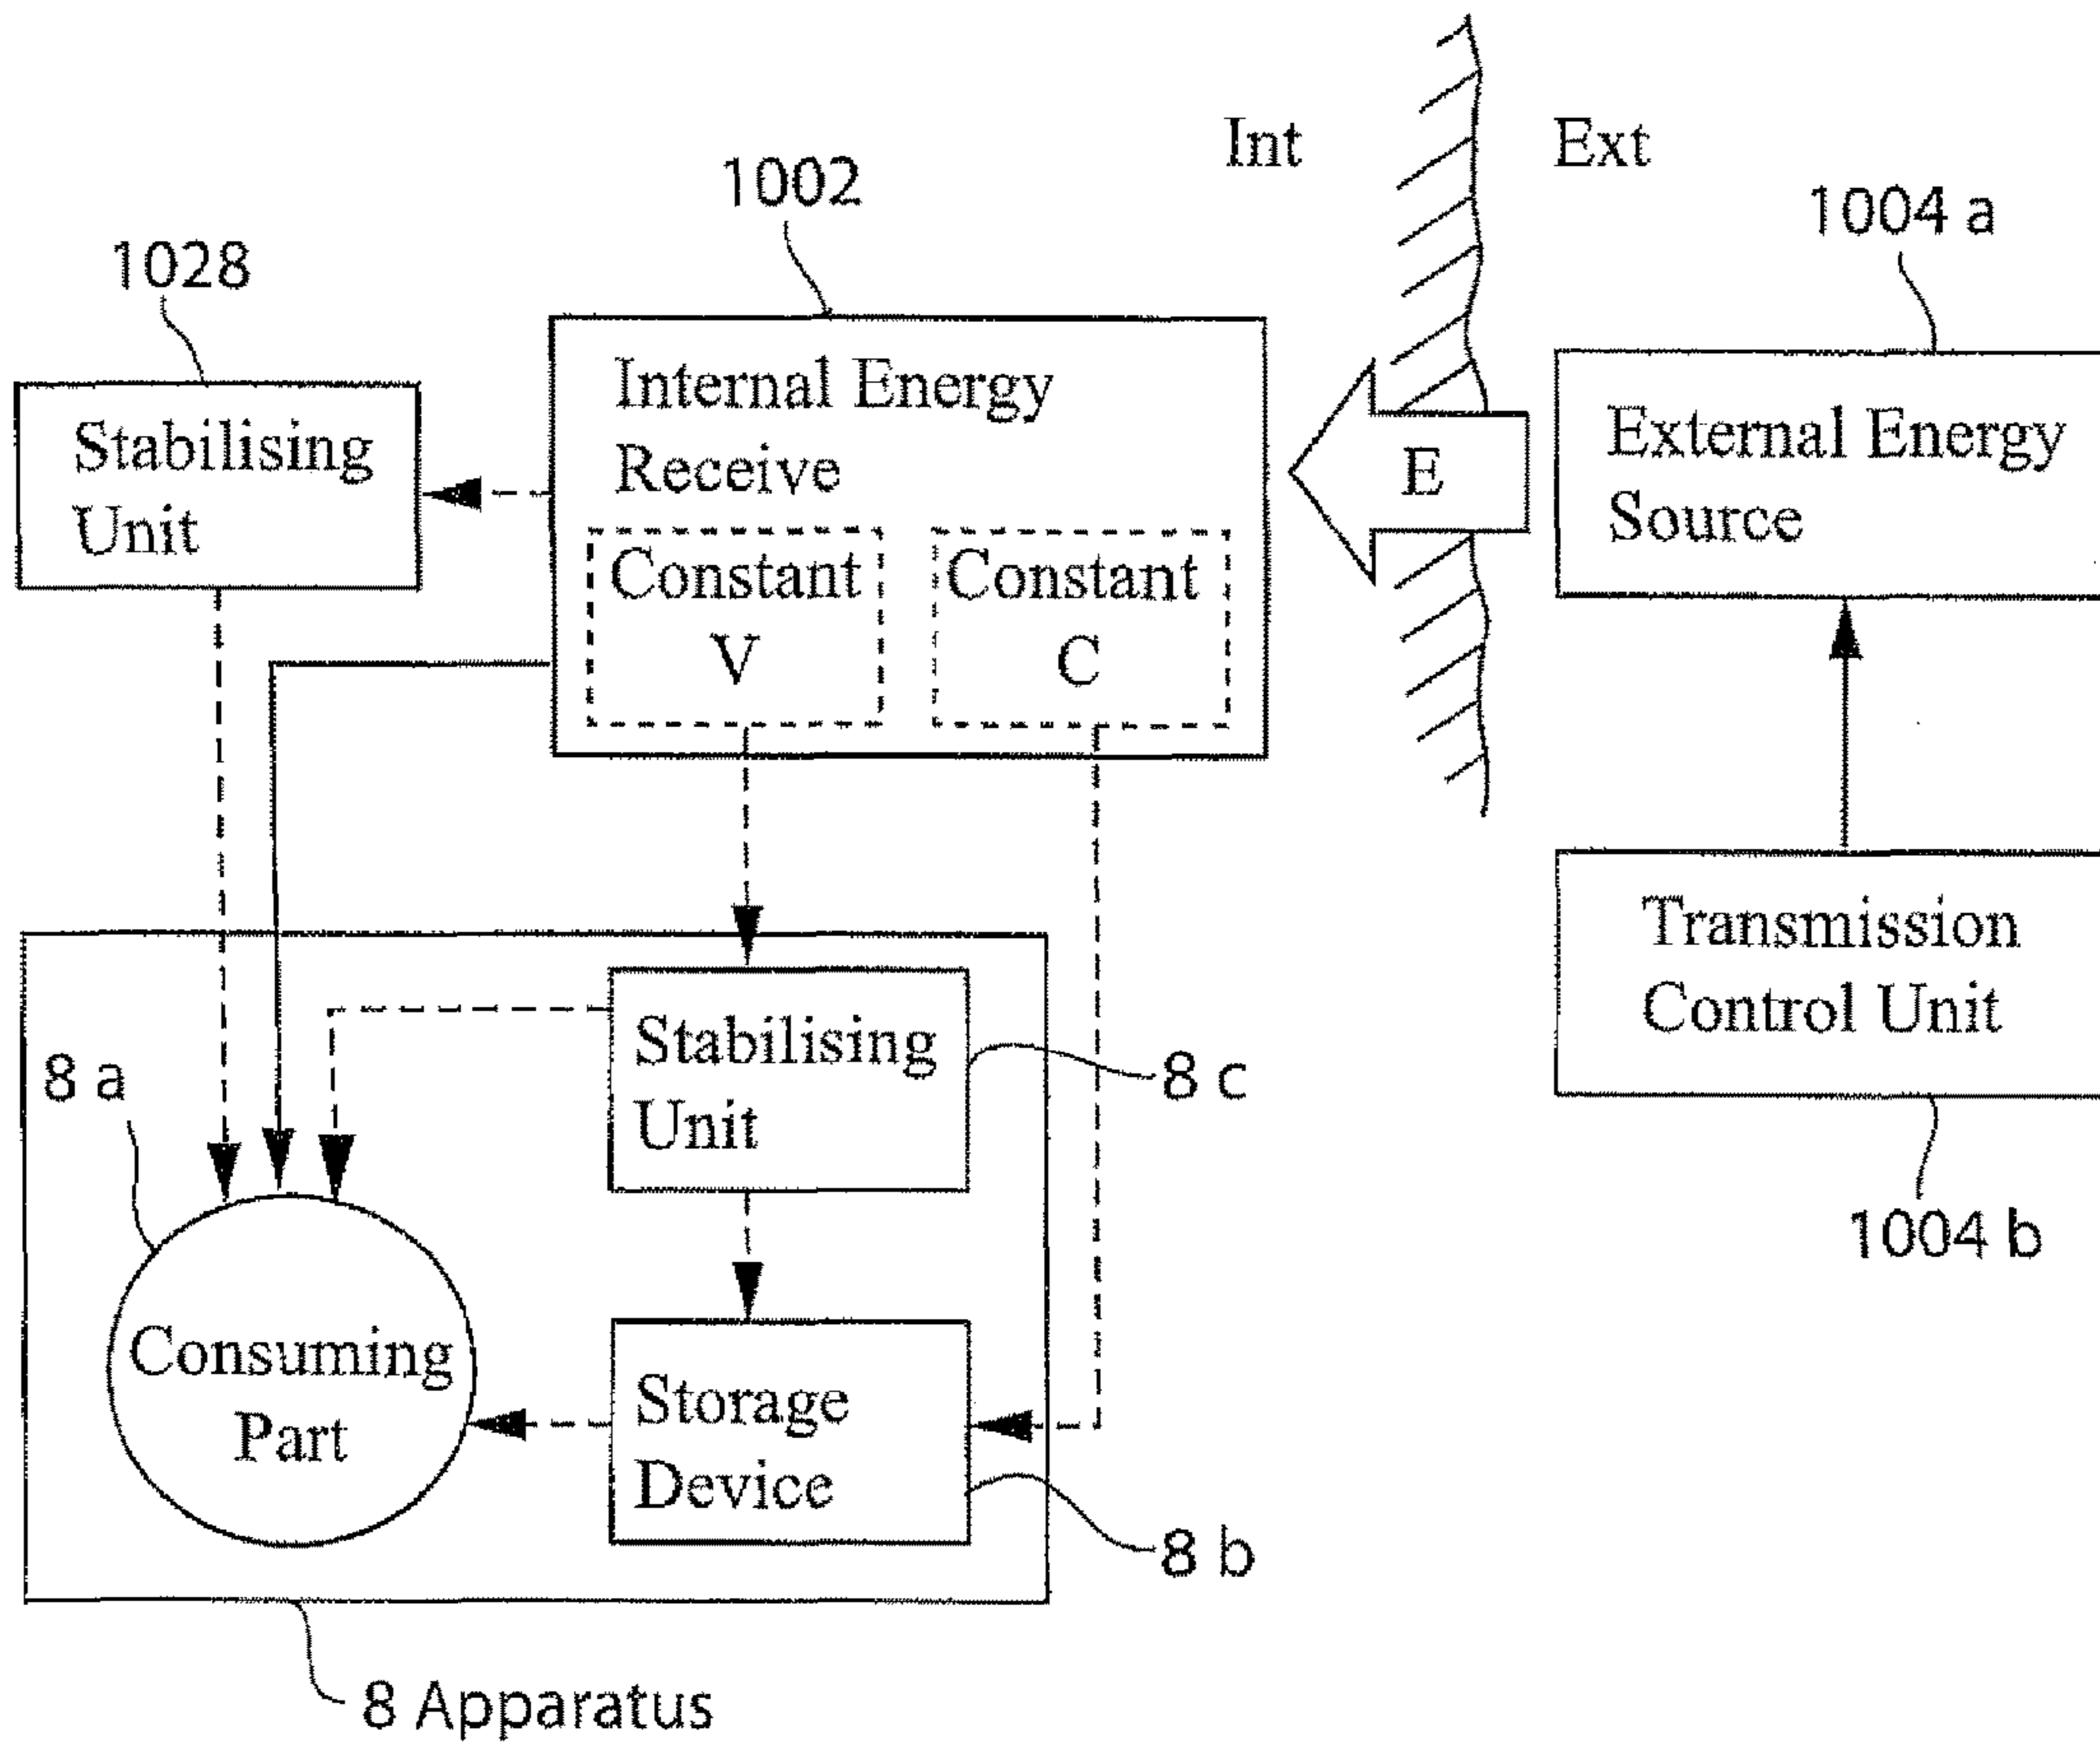 Int
Ext
1002
1004 a
1028
Internal Energy
Receive
Stabilising
Unit
External Energy
Source
E
Constant
V
Constant
C
Transmission
Control Unit
Stabilising
Unit
8 a
8 c
1004 b
Consuming
Part
Storage
Device
8 b
8 Apparatus